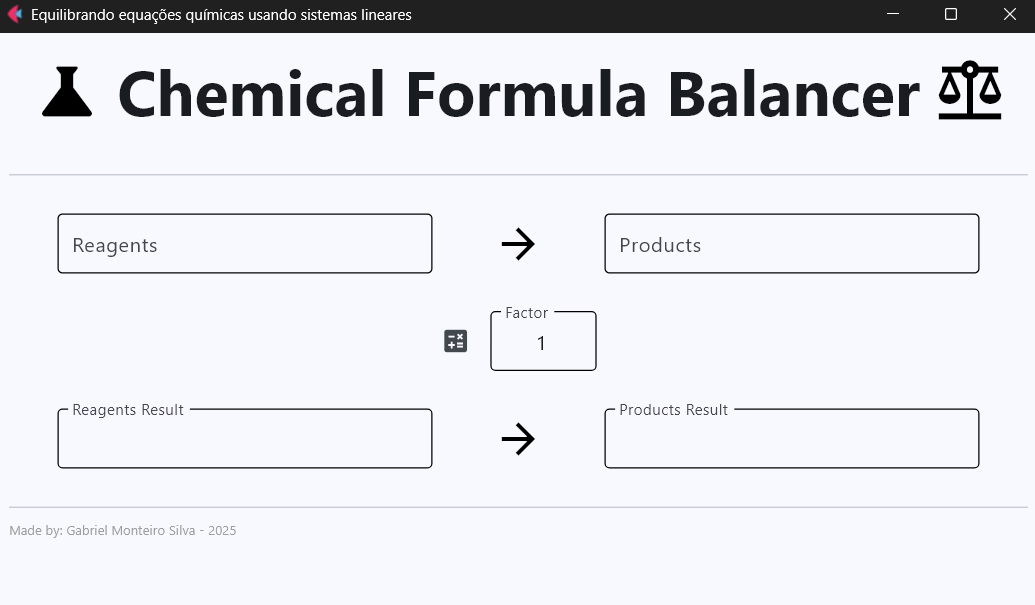 Equilibrando equações químicas usando sistemas lineares
Chemical Formula Balancer
Reagents
Products
Factor
1
Reagents Result
Products Result
Made by: Gabriel Monteiro Silva - 2025